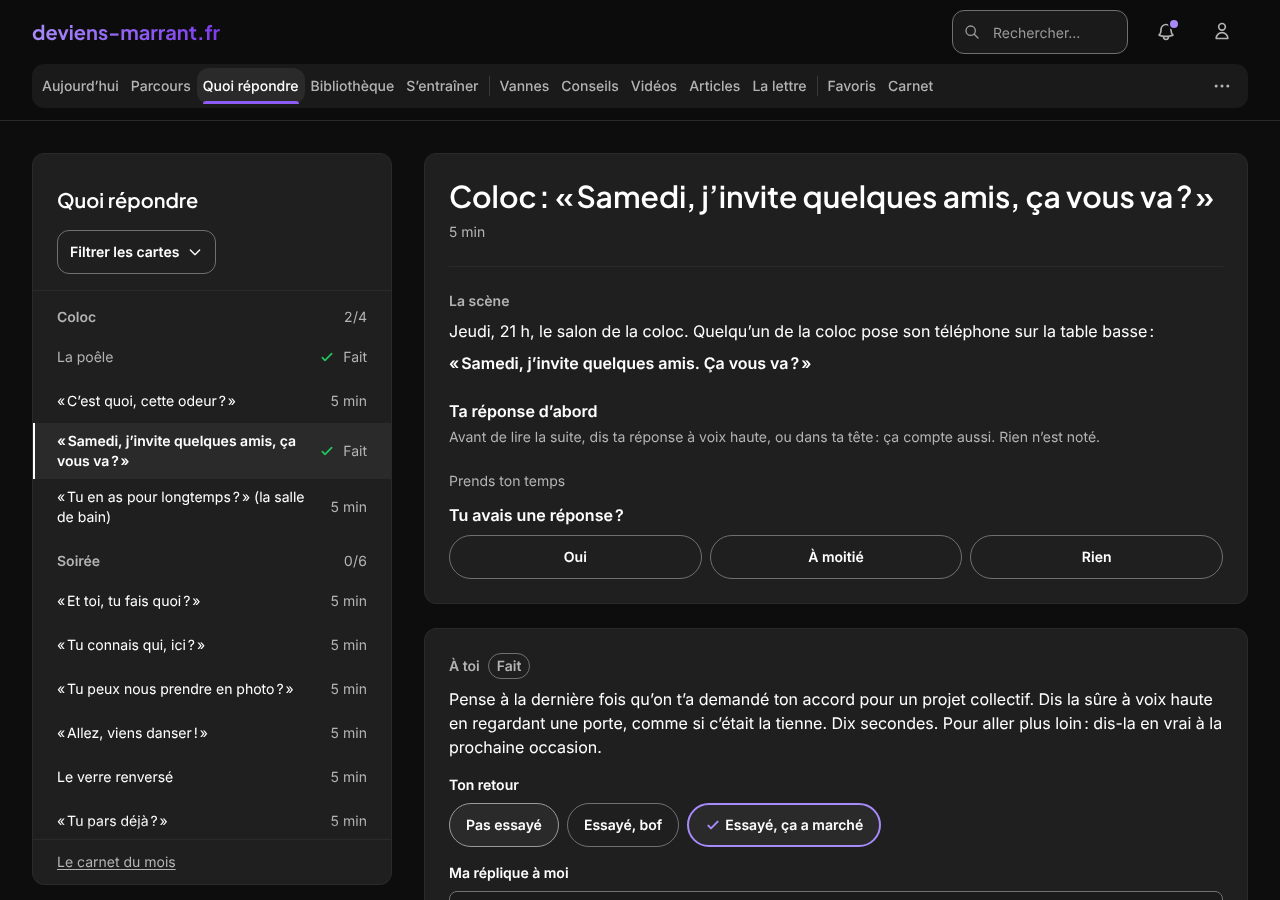 deviens-marrant.fr
Rechercher...
Aujourd’hui Parcours Quoi répondre Bibliothèque S’entraîner Vannes Conseils Vidéos Articles La lettre Favoris Carnet
Quoi répondre
Filtrer les cartes
Coloc 2/4
La poêle Fait
« C’est quoi, cette odeur ? » 5 min
« Samedi, j’invite quelques amis, ça
vous va ? » Fait
« Tu en as pour longtemps ? » (la salle
de bain) 5 min
Soirée 0/6
« Et toi, tu fais quoi ? » 5 min
« Tu connais qui, ici ? » 5 min
« Tu peux nous prendre en photo ? » 5 min
« Allez, viens danser ! » 5 min
Le verre renversé 5 min
« Tu pars déjà ? » 5 min
Le carnet du mois
Coloc : « Samedi, j’invite quelques amis, ça vous va ? »
5 min
La scène
Jeudi, 21 h, le salon de la coloc. Quelqu’un de la coloc pose son téléphone sur la table basse :
« Samedi, j’invite quelques amis. Ça vous va ? »
Ta réponse d’abord
Avant de lire la suite, dis ta réponse à voix haute, ou dans ta tête : ça compte aussi. Rien n’est noté.
Prends ton temps
Tu avais une réponse ?
Oui À moitié Rien
À toi Fait
Pense à la dernière fois qu’on t’a demandé ton accord pour un projet collectif. Dis la sûre à voix haute
en regardant une porte, comme si c’était la tienne. Dix secondes. Pour aller plus loin : dis-la en vrai à la
prochaine occasion.
Ton retour
Pas essayé Essayé, bof Essayé, ça a marché
Ma réplique à moi